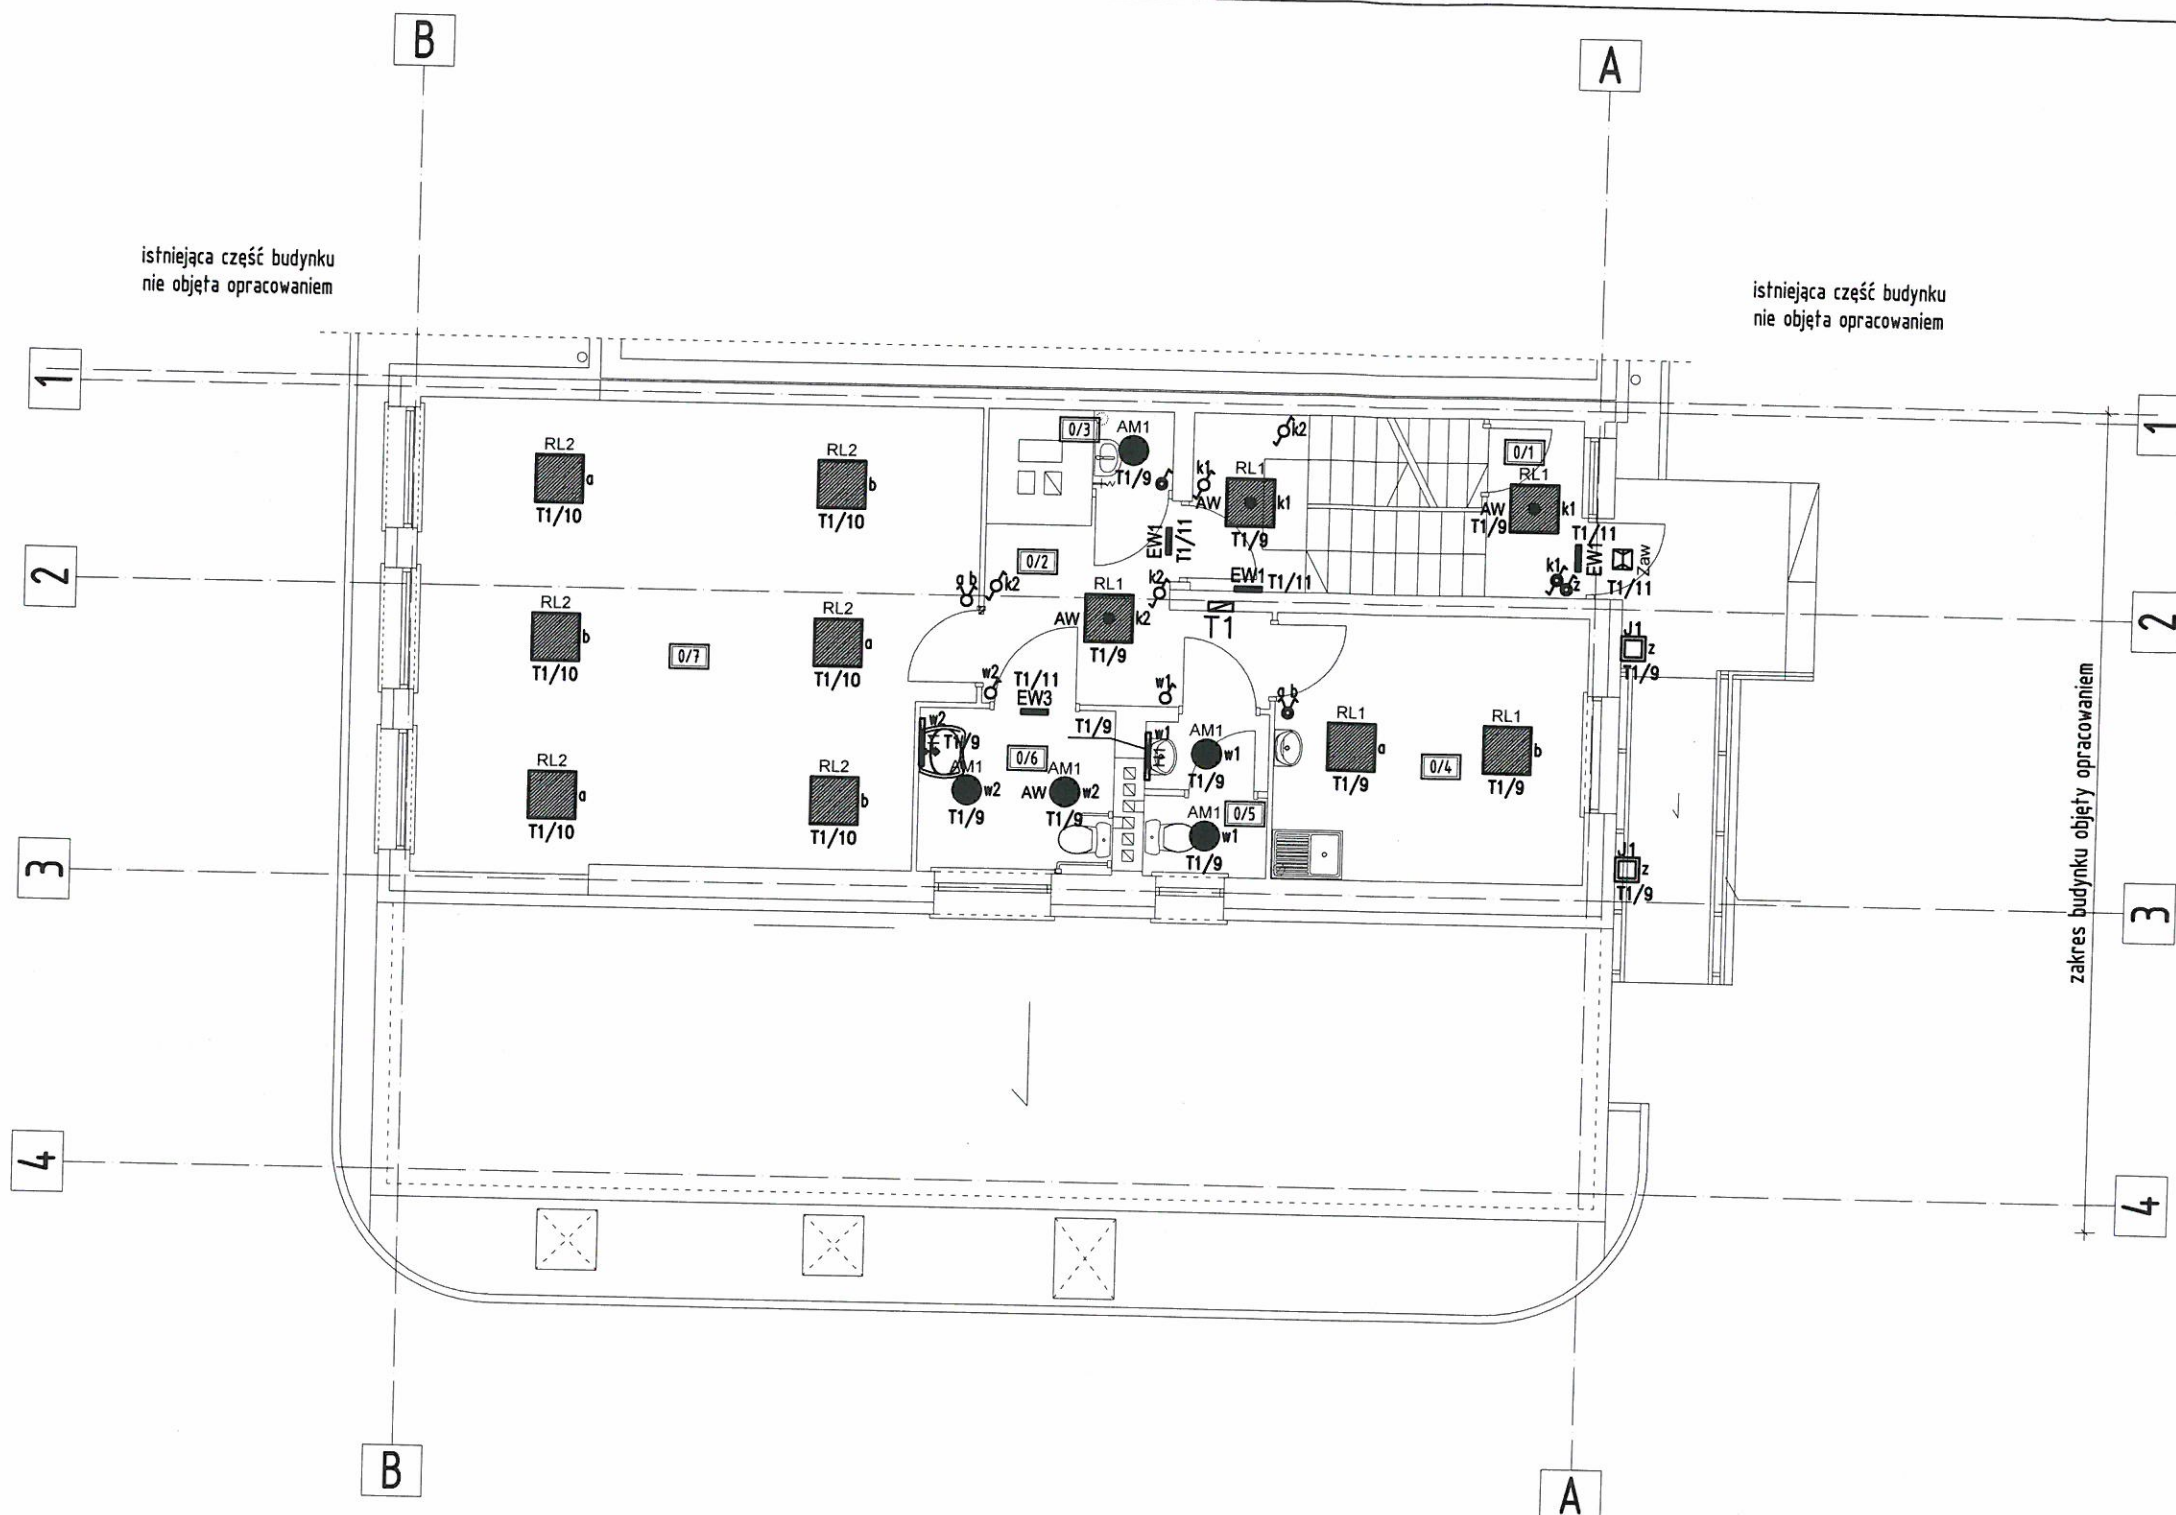 B
A
istniejąca część budynku
nie objęta opracowaniem
istniejąca część budynku
nie objęta opracowaniem
1
1
0/3
AM1
T1/9
k2
k1
RL1
AW
k1
T1/9
0/1
RL1
AW
T1/9
k1
RL2
a
T1/10
RL2
b
T1/10
EW1
T1/11
T1/11
EW1
Zaw
T1/11
k1
z
2
2
0/2
a b
k2
RL1
AW
k2
T1/9
k2
EW1
T1/11
T1
RL2
b
T1/10
0/7
RL2
a
T1/10
J1
z
T1/9
w2
T1/11
EW3
w1
a b
w2
T1/9
0/6
T1/9
w1
AM1
w1
T1/9
RL1
a
T1/9
0/4
RL1
b
T1/9
RL2
a
T1/10
RL2
b
T1/10
AM1
w2
T1/9
AM1
AW
w2
T1/9
AM1
w1
T1/9
0/5
J1
z
T1/9
3
3
zakres budynku objęty opracowaniem
4
4
B
A